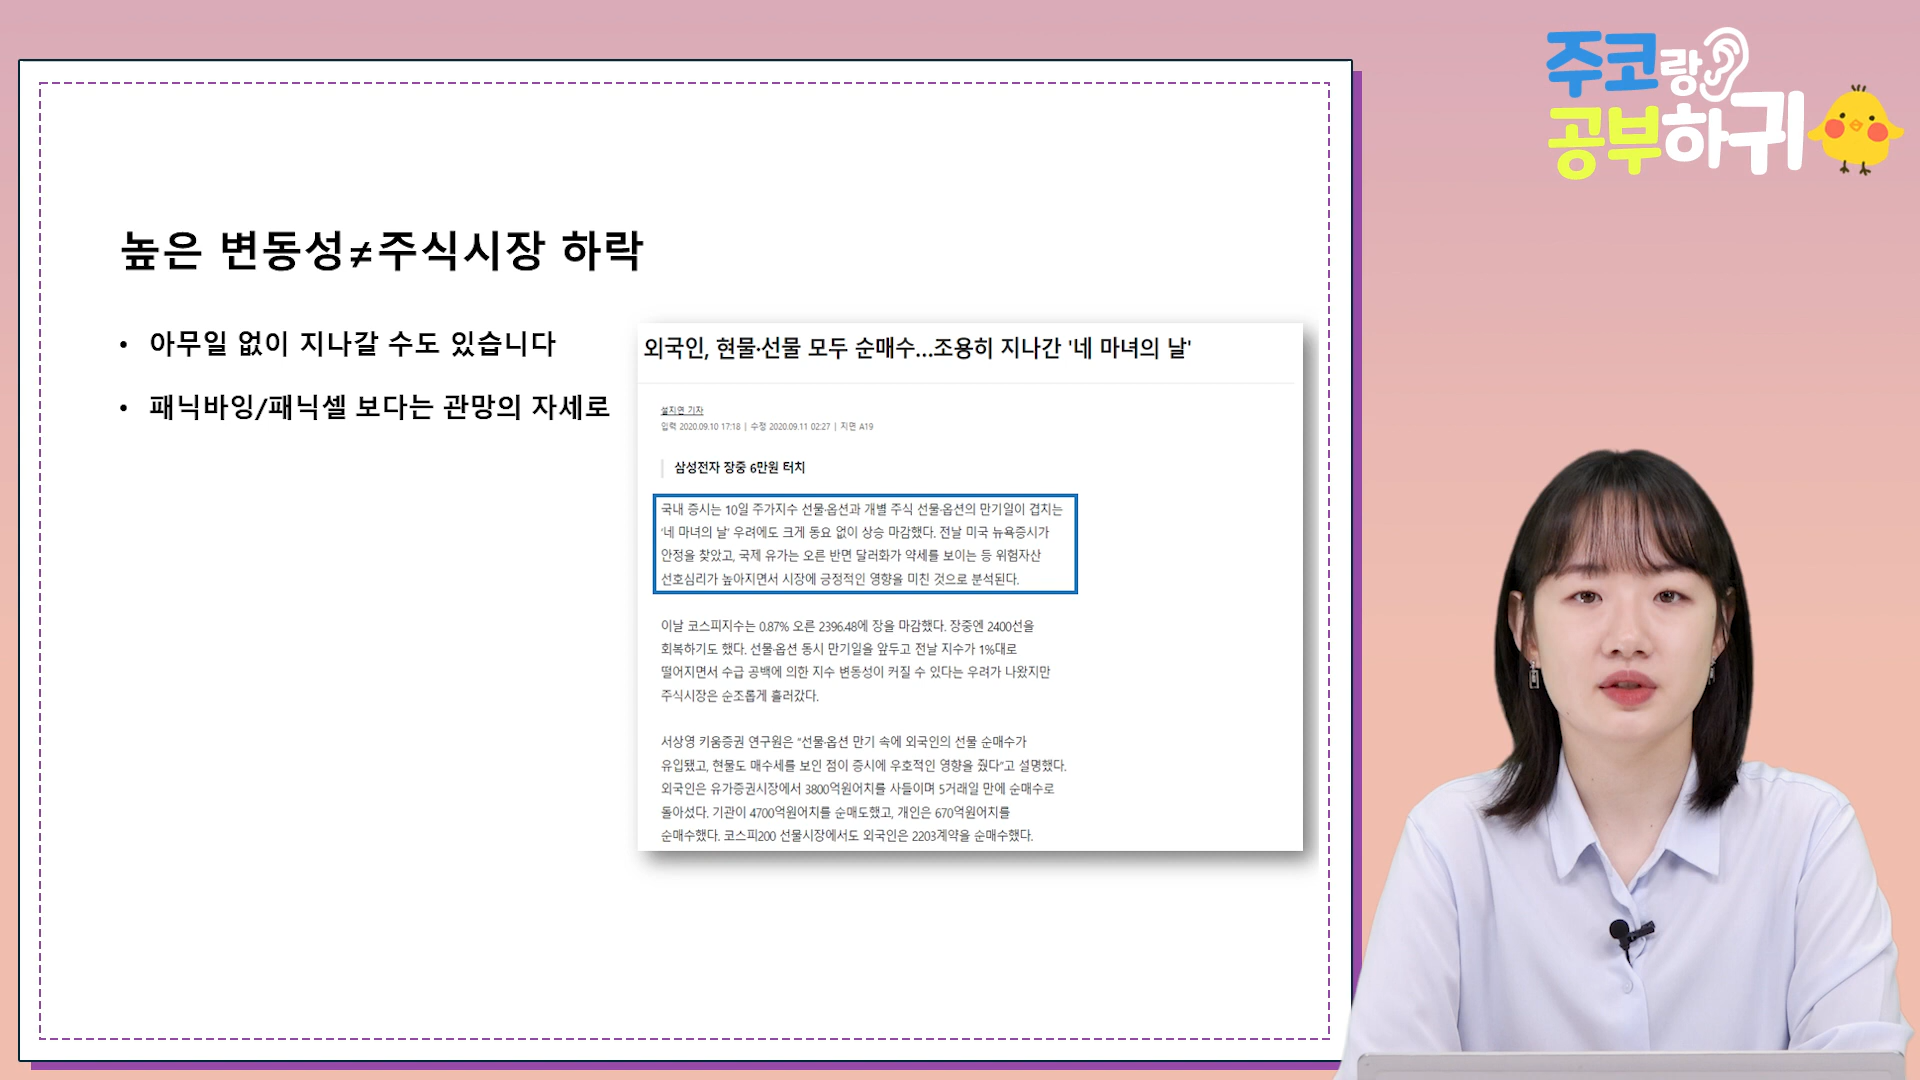 주코랑
공부하귀
높은 변동성≠주식시장 하락
• 아무일 없이 지나갈 수도 있습니다
• 패닉바잉/패닉셀 보다는 관망의 자세로
외국인, 현물·선물 모두 순매수...조용히 지나간 '네 마녀의 날'
설지연 기자
입력 2020.09.10 17:18 | 수정 2020.09.11 02:27 | 지면 A19
삼성전자 장중 6만원 터치
국내 증시는 10일 주가지수 선물·옵션과 개별 주식 선물·옵션의 만기일이 겹치는
'네 마녀의 날' 우려에도 크게 동요 없이 상승 마감했다. 전날 미국 뉴욕증시가
안정을 찾았고, 국제 유가는 오른 반면 달러화가 약세를 보이는 등 위험자산
선호심리가 높아지면서 시장에 긍정적인 영향을 미친 것으로 분석된다.
이날 코스피지수는 0.87% 오른 2396.48에 장을 마감했다. 장중엔 2400선을
회복하기도 했다. 선물·옵션 동시 만기일을 앞두고 전날 지수가 1%대로
떨어지면서 수급 공백에 의한 지수 변동성이 커질 수 있다는 우려가 나왔지만
주식시장은 순조롭게 흘러갔다.
서상영 키움증권 연구원은 "선물·옵션 만기 속에 외국인의 선물 순매수가
유입됐고, 현물도 매수세를 보인 점이 증시에 우호적인 영향을 줬다"고 설명했다.
외국인은 유가증권시장에서 3800억원어치를 사들이며 5거래일 만에 순매수로
돌아섰다. 기관이 4700억원어치를 순매도했고, 개인은 670억원어치를
순매수했다. 코스피200 선물시장에서도 외국인은 2203계약을 순매수했다.